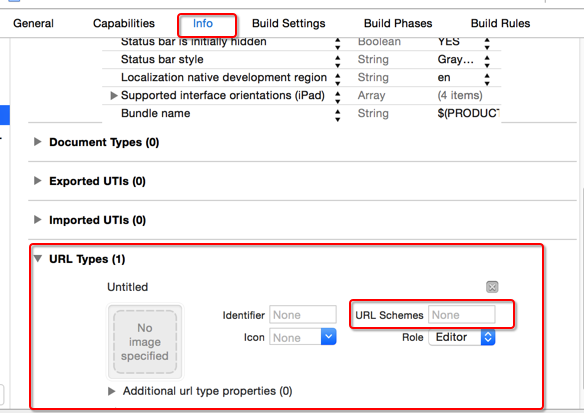 General Capabilities Info Build Settings Build Phases Build Rules
Status bar is initially hidden Boolean YES
Status bar style String Gray...
Localization native development region String en
Supported interface orientations (iPad) Array (4 items)
Bundle name String $(PRODUCT
Document Types (0)
Exported UTIs (0)
Imported UTIs (0)
URL Types (1)
Untitled
No
image
specified
Identifier None URL Schemes None
Icon None Role Editor
Additional url type properties (0)